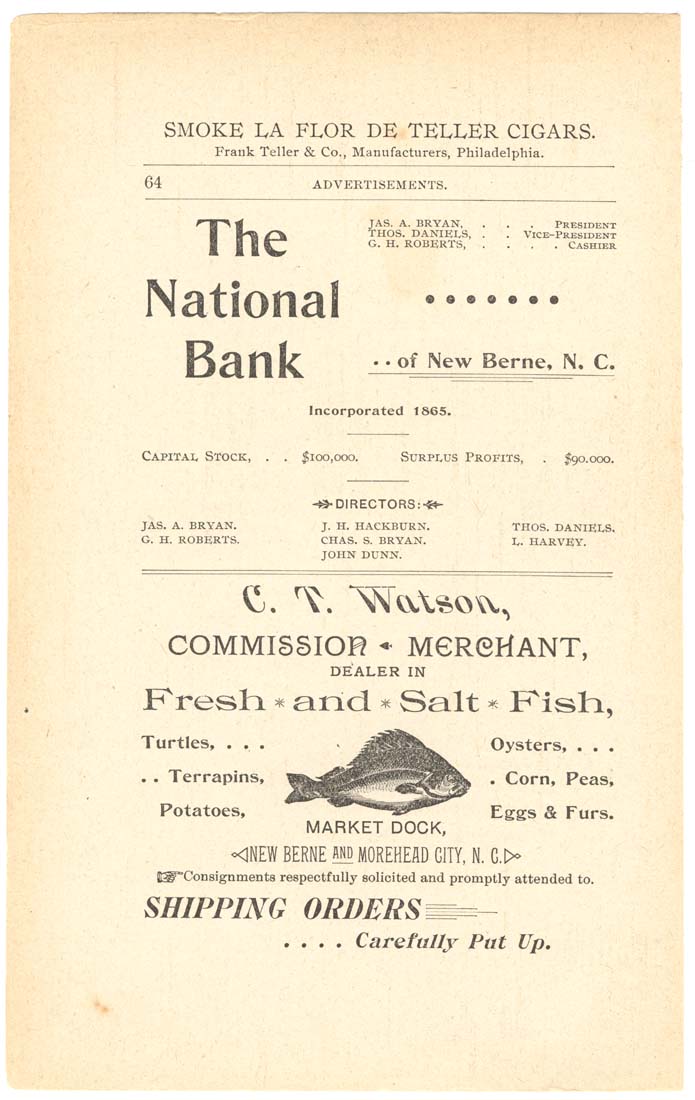 SMOKE LA FLOR DE TELLER CIGARS.
Frank Teller & Co., Manufacturers, Philadelphia.
64 ADVERTISEMENTS.
The
National
Bank
JAS. A. BRYAN, . . . PRESIDENT
THOS. DANIELS, . . VICE-PRESIDENT
G. H. ROBERTS, . . . . CASHIER
. . of New Berne, N. C.
Incorporated 1865.
CAPITAL STOCK, . . $100,000. SURPLUS PROFITS, . $90.000.
DIRECTORS:
JAS. A. BRYAN. J. H. HACKBURN. THOS. DANIELS.
G. H. ROBERTS. CHAS. S. BRYAN. L. HARVEY.
JOHN DUNN.
C. T. Watson,
COMMISSION MERCHANT,
DEALER IN
Fresh * and * Salt * Fish,
Turtles, . . . Oysters, . . .
. . Terrapins, . Corn, Peas,
Potatoes, Eggs & Furs.
MARKET DOCK,
NEW BERNE AND MOREHEAD CITY, N. C.
☞Consignments respectfully solicited and promptly attended to.
SHIPPING ORDERS
. . . . Carefully Put Up.